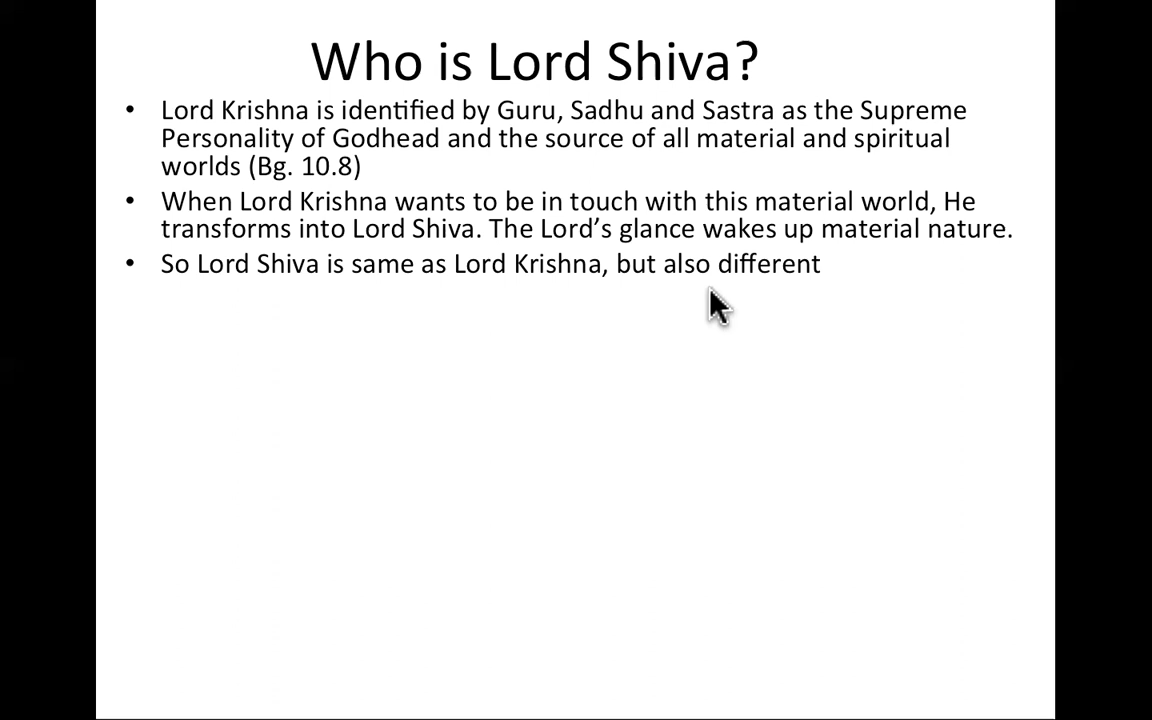 Who is Lord Shiva?
• Lord Krishna is identified by Guru, Sadhu and Sastra as the Supreme
Personality of Godhead and the source of all material and spiritual
worlds (Bg. 10.8)
• When Lord Krishna wants to be in touch with this material world, He
transforms into Lord Shiva. The Lord’s glance wakes up material nature.
• So Lord Shiva is same as Lord Krishna, but also different